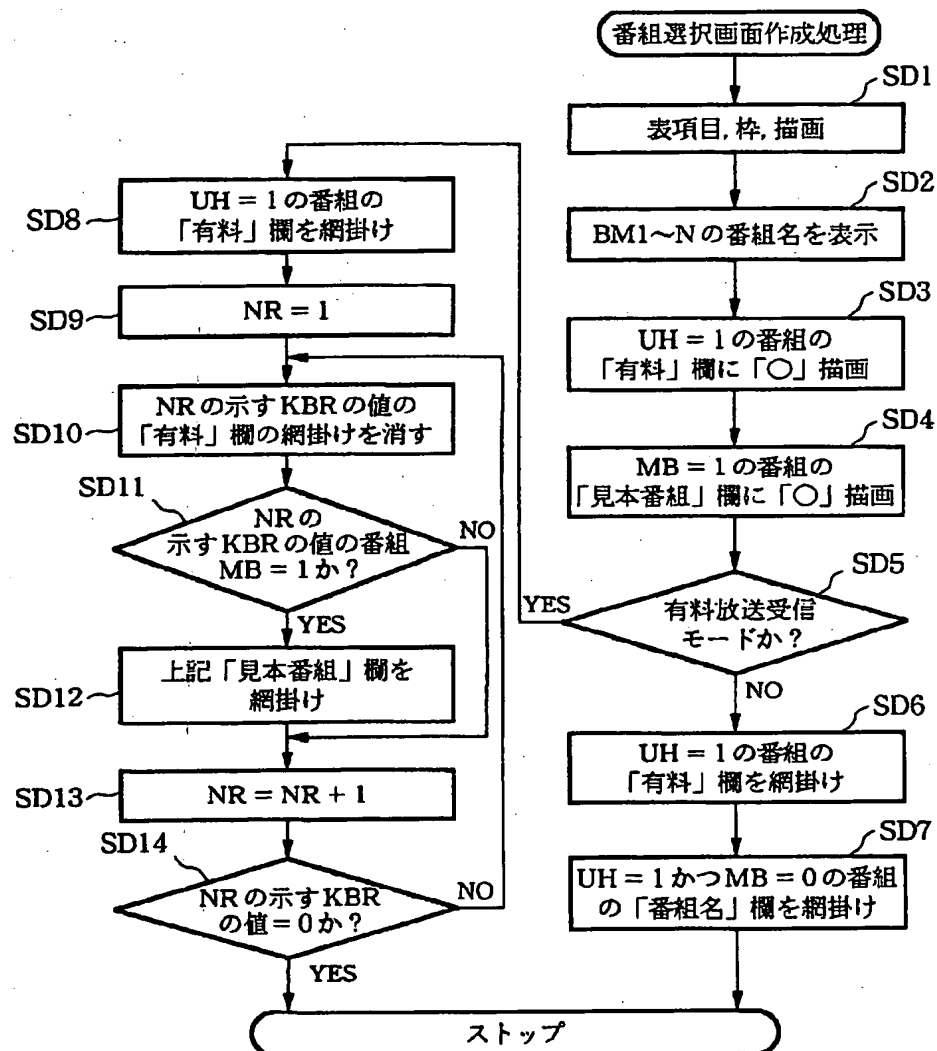 番組選択画面作成処理
SD1
表項目, 枠, 描画
SD2
BM1～Nの番組名を表示
SD3
UH = 1の番組の
「有料」欄に「○」描画
SD4
MB = 1の番組の
「見本番組」欄に「○」描画
SD5
有料放送受信
モードか?
YES
NO
SD6
UH = 1の番組の
「有料」欄を網掛け
SD7
UH = 1かつMB = 0の番組
の「番組名」欄を網掛け
SD8
UH = 1の番組の
「有料」欄を網掛け
SD9
NR = 1
SD10
NRの示すKBRの値の
「有料」欄の網掛けを消す
SD11
NRの
示すKBRの値の番組
MB = 1か?
NO
YES
SD12
上記「見本番組」欄を
網掛け
SD13
NR = NR + 1
SD14
NRの示すKBR
の値=0か?
NO
YES
ストップ